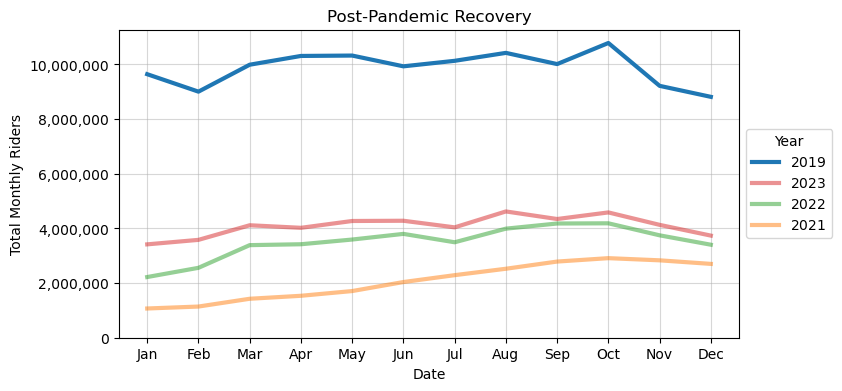 Post-Pandemic Recovery
Total Monthly Riders
10,000,000
8,000,000
6,000,000
4,000,000
2,000,000
0
Jan Feb Mar Apr May Jun Jul Aug Sep Oct Nov Dec
Date
Year
2019
2023
2022
2021